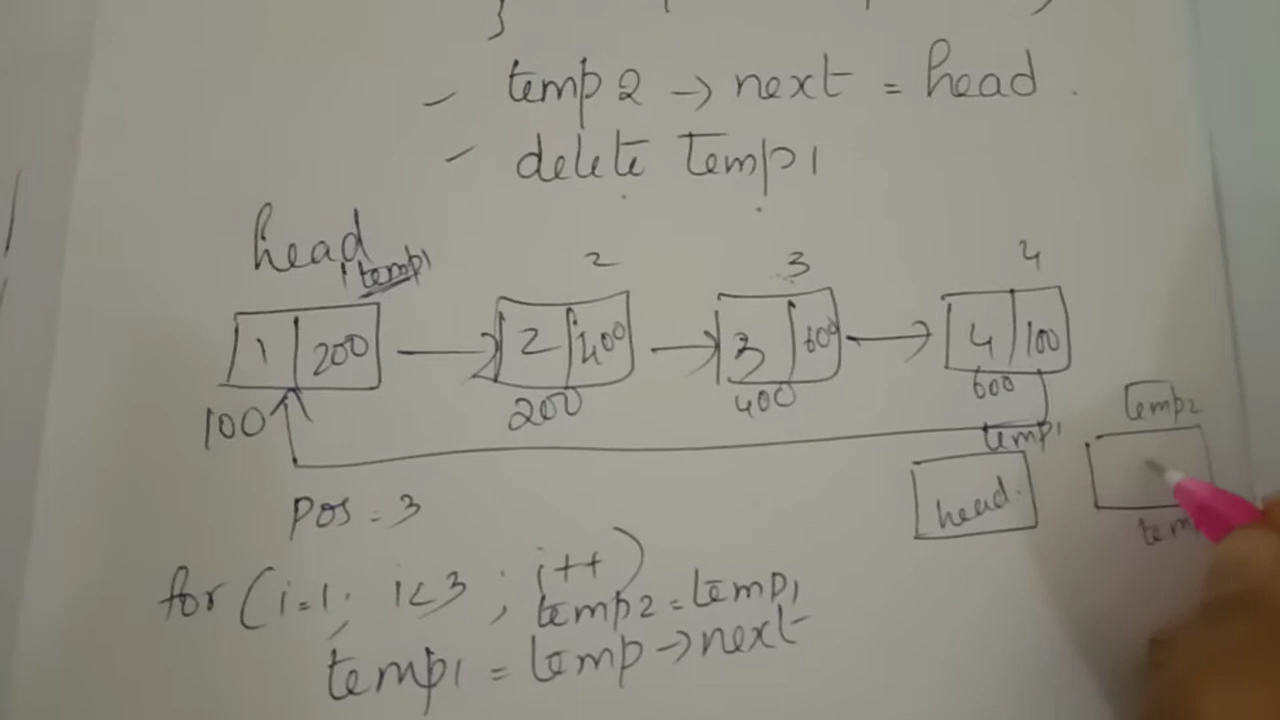 }
- temp2 → next = head.
- delete temp1
head
temp1
2 3 4
1 200 → 2 400 → 3 600 → 4 100
100 200 400 600
temp1 temp2
head.
pos = 3
for (i=1; i<3; i++)
temp2 = temp1
temp1 = temp → next